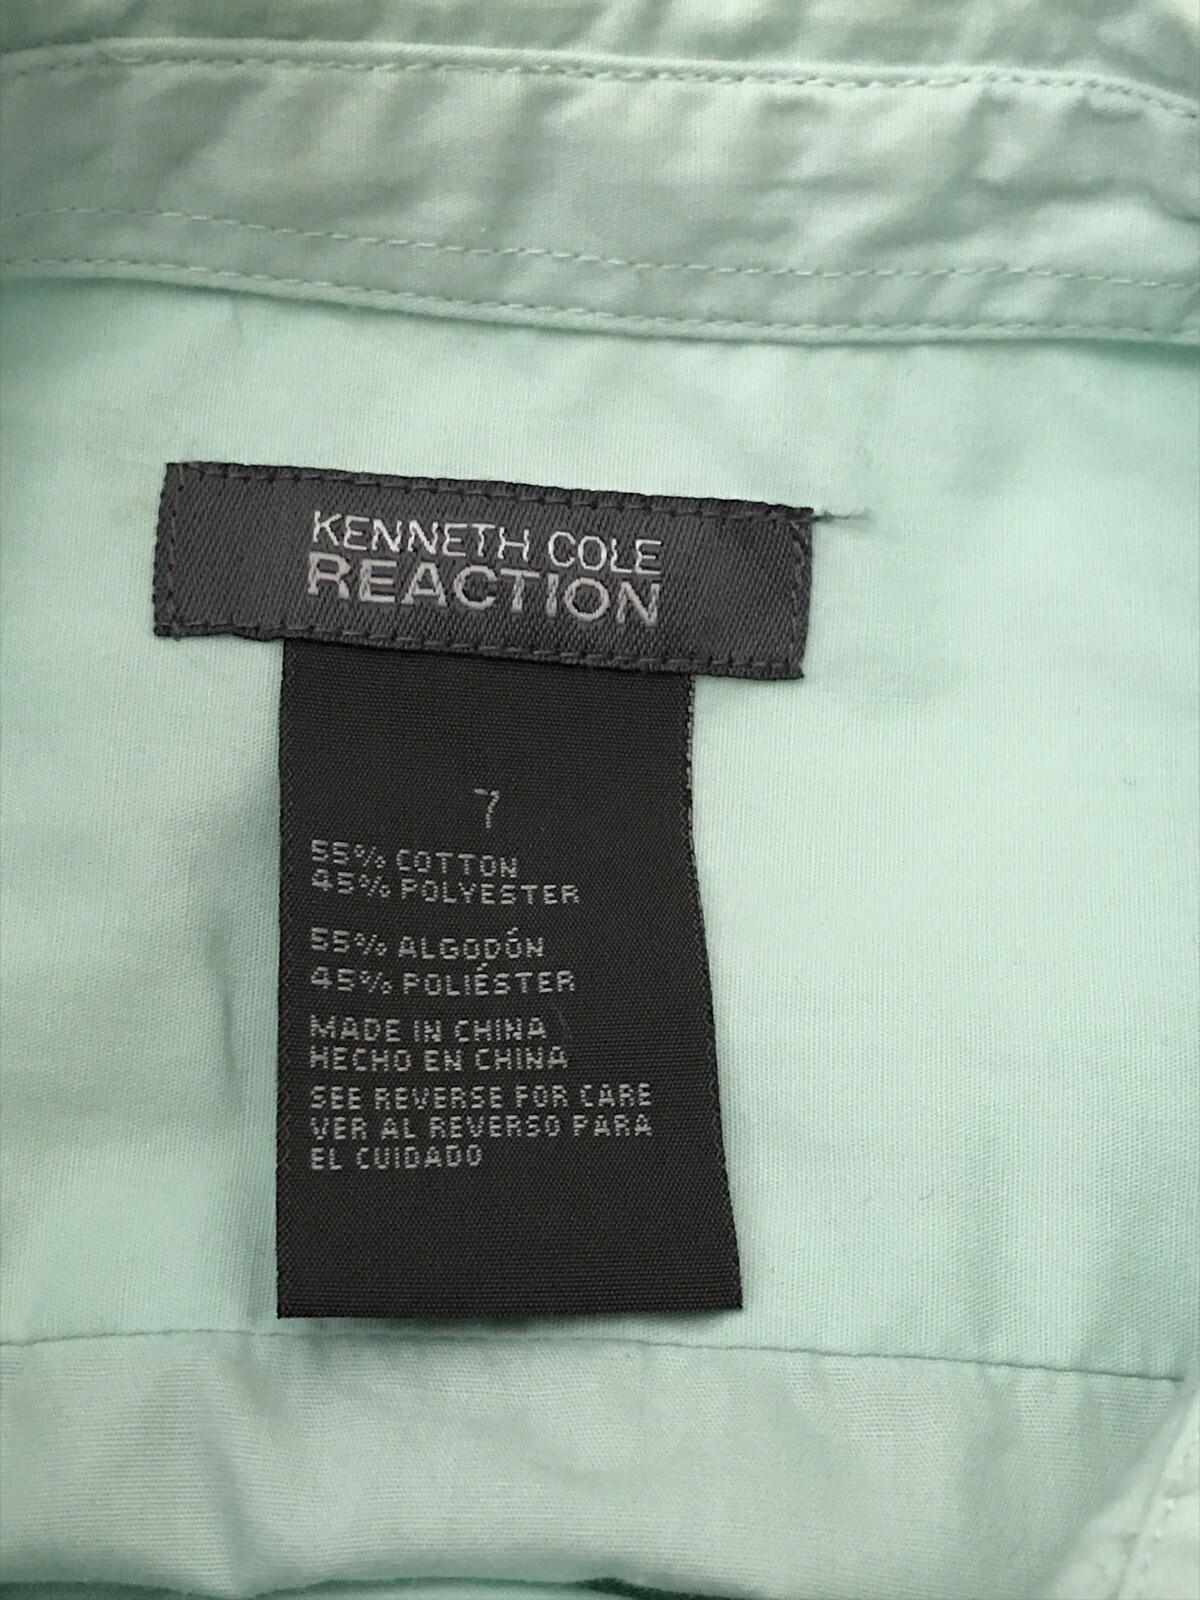 KENNETH COLE
REACTION
7
55% COTTON
45% POLYESTER
55% ALGODÓN
45% POLIÉSTER
MADE IN CHINA
HECHO EN CHINA
SEE REVERSE FOR CARE
VER AL REVERSO PARA
EL CUIDADO